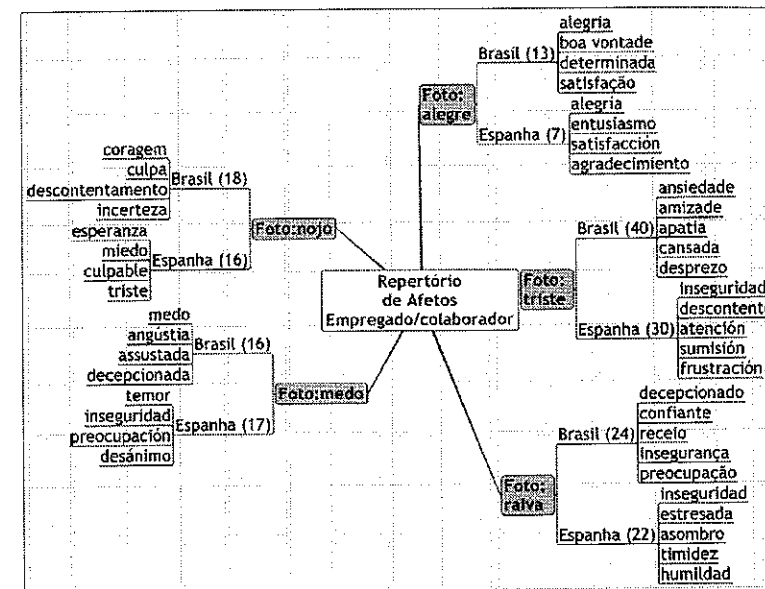 Repertório
de Afetos
Empregado/colaborador
Foto:
alegre
Brasil (13)
alegria
boa vontade
determinada
satisfação
Espanha (7)
alegría
entusiasmo
satisfacción
agradecimiento
Foto:
triste
Brasil (40)
ansiedade
amizade
apatia
cansada
desprezo
Espanha (30)
inseguridad
descontento
atención
sumisión
frustración
Foto:
raiva
Brasil (24)
decepcionado
confiante
receio
insegurança
preocupação
Espanha (22)
inseguridad
estresada
asombro
timidez
humildad
Foto:nojo
Brasil (18)
coragem
culpa
descontentamento
incerteza
Espanha (16)
esperanza
miedo
culpable
triste
Foto:medo
Brasil (16)
medo
angústia
assustada
decepcionada
Espanha (17)
temor
inseguridad
preocupación
desánimo